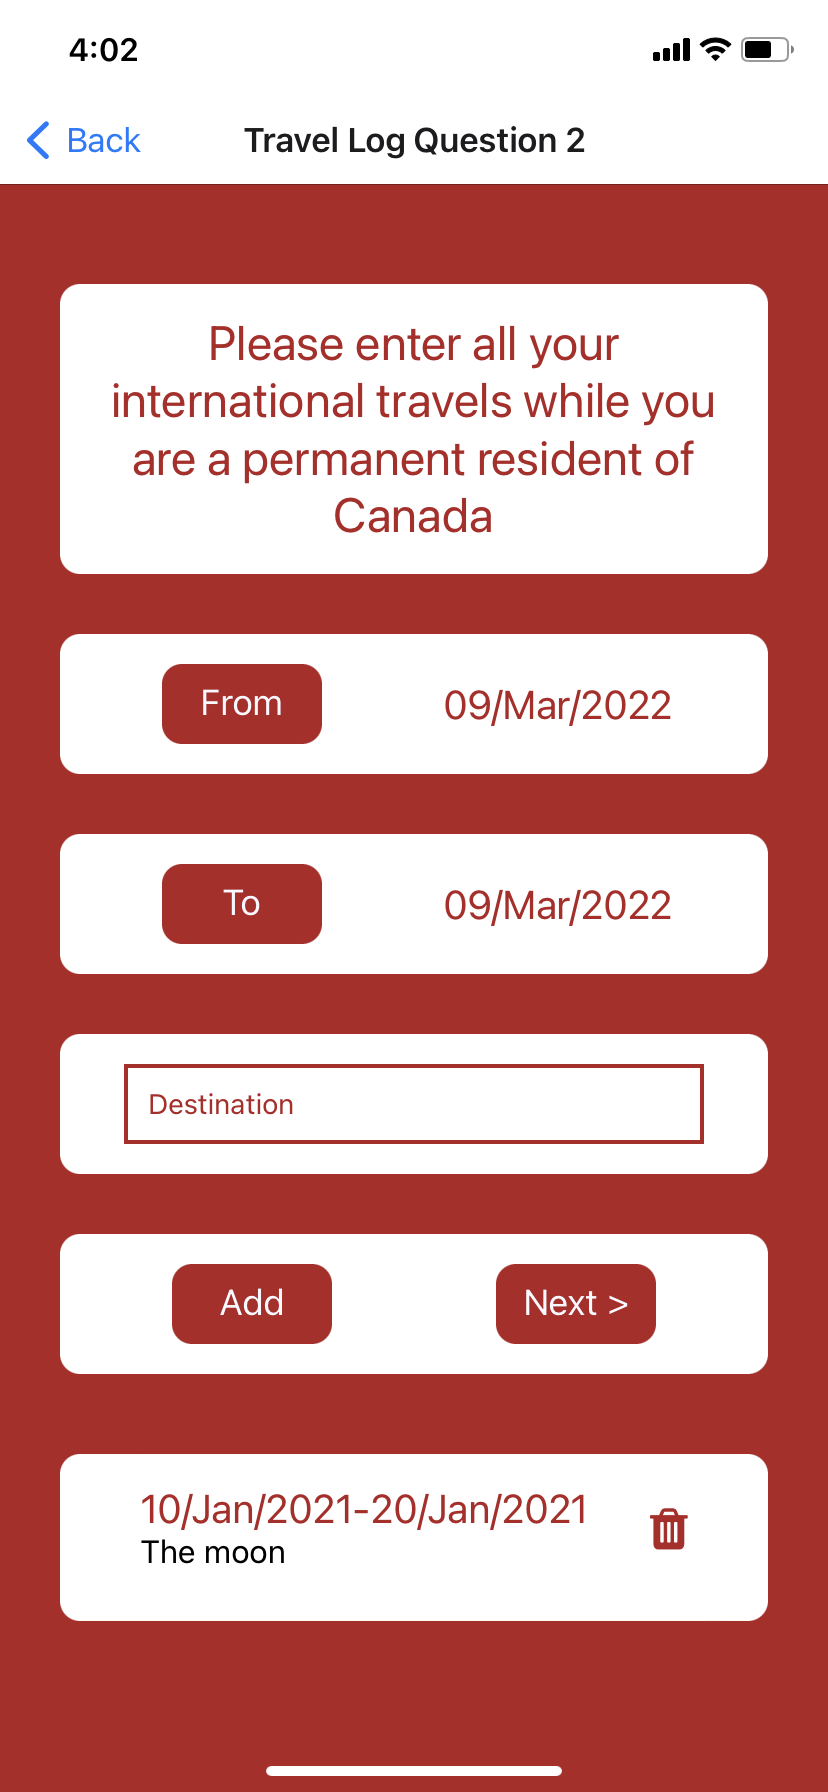 4:02
Back
Travel Log Question 2
Please enter all your
international travels while you
are a permanent resident of
Canada
From
09/Mar/2022
To
09/Mar/2022
Destination
Add
Next >
10/Jan/2021-20/Jan/2021
The moon